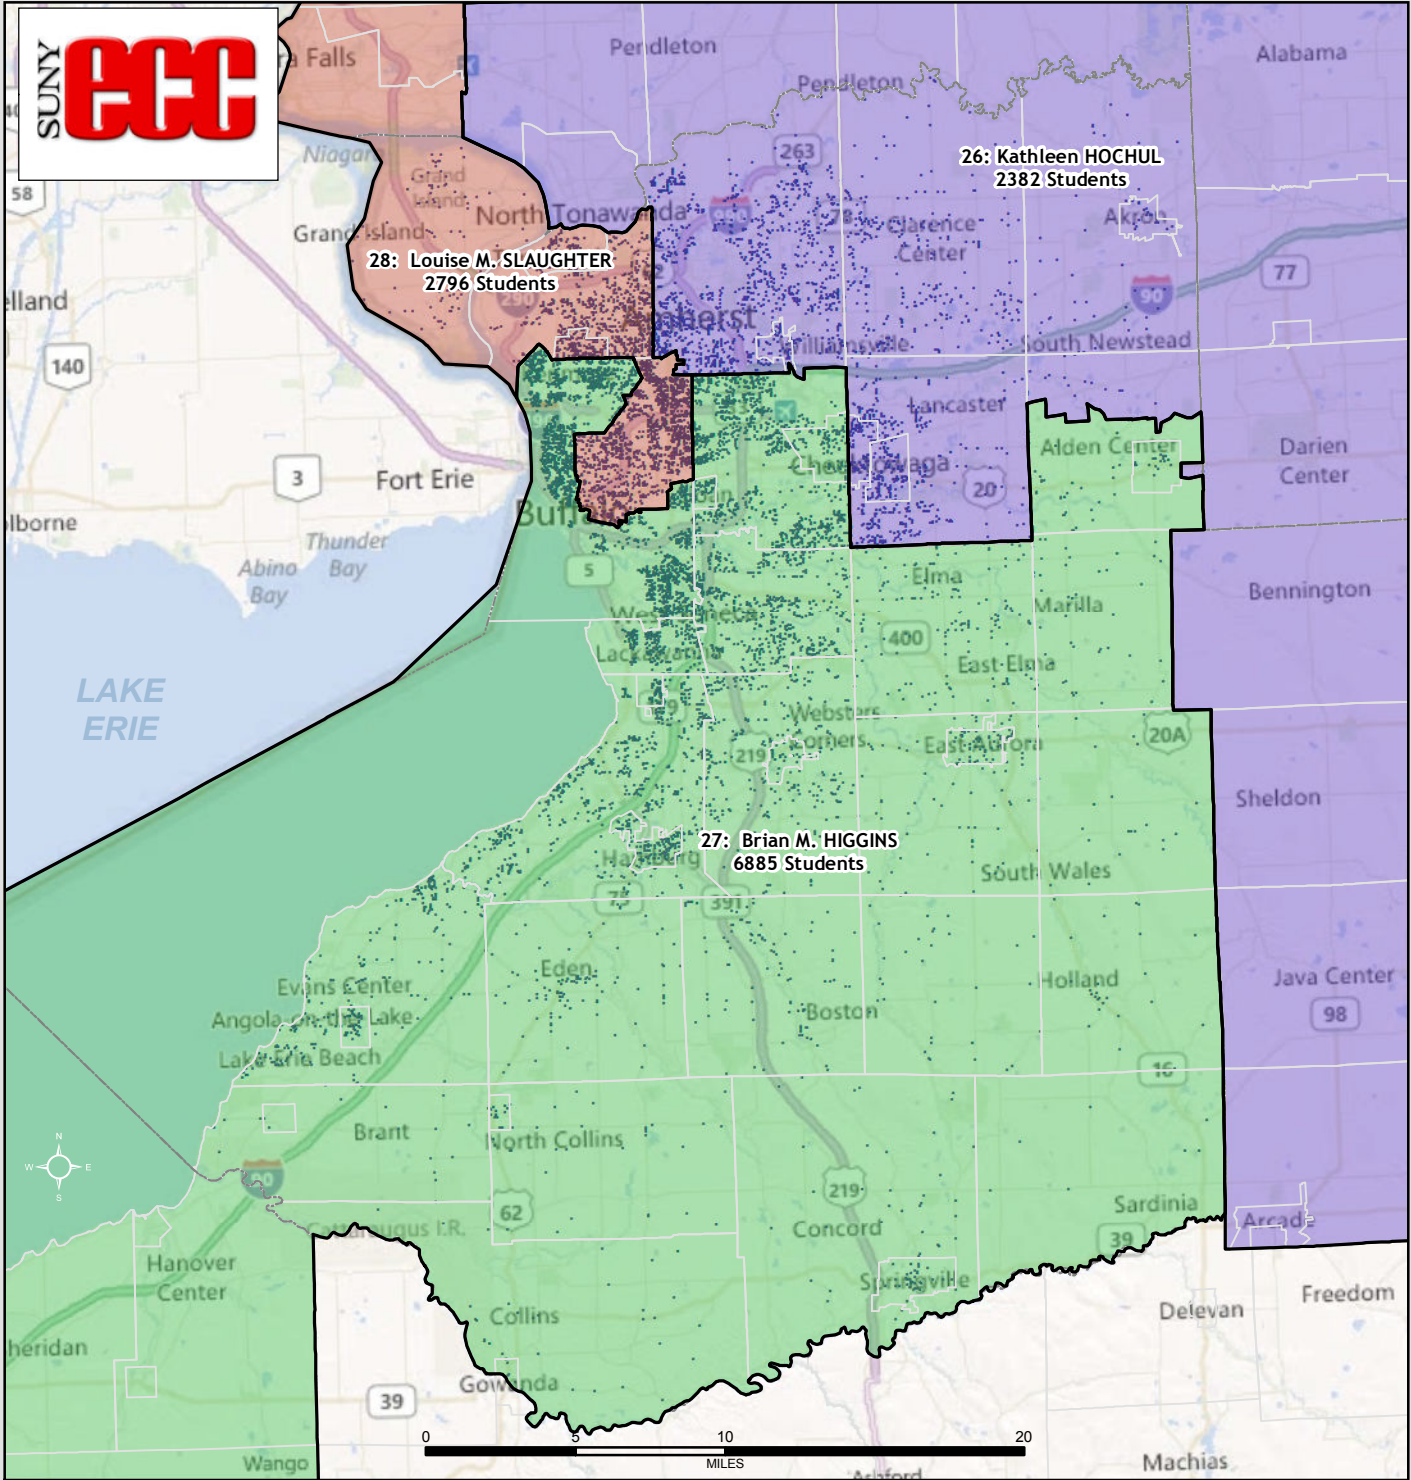 SUNY
ecc
ra Falls
Pendleton
Alabama
Pendleton
Niagara
263
26: Kathleen HOCHUL
2382 Students
58
Grand
Island
North Tonawanda
78
Clarence
Center
Akron
Grand Island
28: Louise M. SLAUGHTER
2796 Students
77
290
90
elland
Amherst
Williamsville
South Newstead
140
Lancaster
Alden Center
Darien
Center
Cheektowaga
20
3
Fort Erie
lborne
Thunder
Bay
Abino
Bay
5
Elma
Bennington
West Seneca
Marilla
400
Lackawanna
East Elma
LAKE
ERIE
Websters
Corners
20A
219
East Aurora
Sheldon
27: Brian M. HIGGINS
6885 Students
Hamburg
South Wales
75
391
Eden
Evans Center
Holland
Java Center
Angola on the Lake
Boston
98
Lake Erie Beach
16
N
W
E
S
Brant
North Collins
90
219
Sardinia
62
Cattaraugus I.R.
Concord
Arcade
39
Hanover
Center
Springville
Freedom
Delevan
Collins
heridan
Gowanda
39
0
5
10
20
MILES
Wango
Machias
Ashford